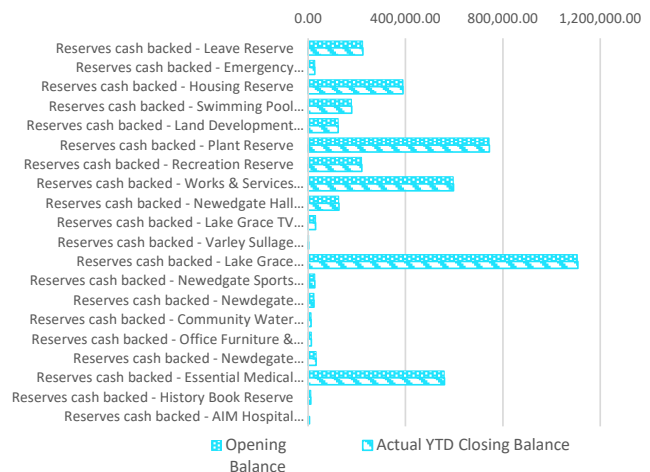 0.00 400,000.00 800,000.00 1,200,000.00
Reserves cash backed - Leave Reserve
Reserves cash backed - Emergency...
Reserves cash backed - Housing Reserve
Reserves cash backed - Swimming Pool...
Reserves cash backed - Land Development...
Reserves cash backed - Plant Reserve
Reserves cash backed - Recreation Reserve
Reserves cash backed - Works & Services...
Reserves cash backed - Newedgate Hall...
Reserves cash backed - Lake Grace TV...
Reserves cash backed - Varley Sullage...
Reserves cash backed - Lake Grace...
Reserves cash backed - Newedgate Sports...
Reserves cash backed - Newdegate...
Reserves cash backed - Community Water...
Reserves cash backed - Office Furniture &...
Reserves cash backed - Newdegate...
Reserves cash backed - Essential Medical...
Reserves cash backed - History Book Reserve
Reserves cash backed - AIM Hospital...
Opening
Balance
Actual YTD Closing Balance